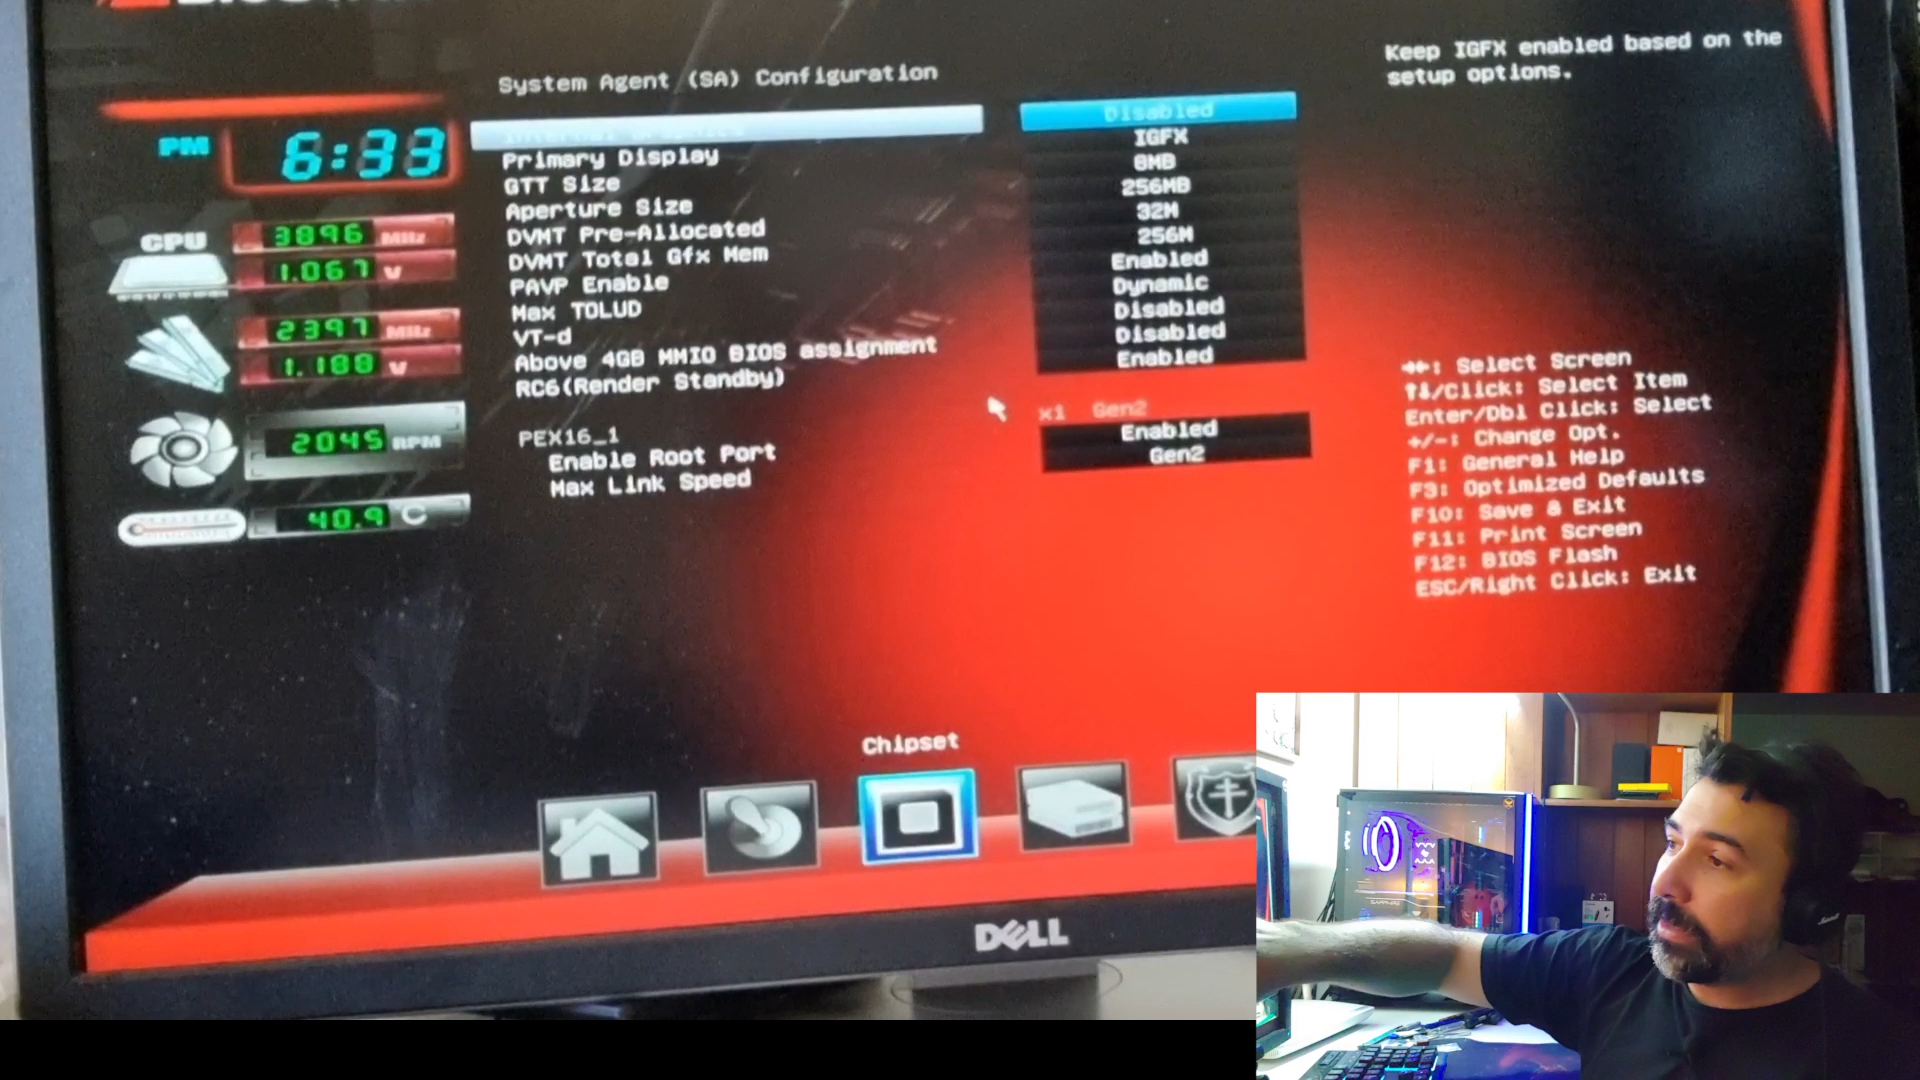 System Agent (SA) Configuration
Keep IGFX enabled based on the
setup options.
PM 6:33
CPU 3896 MHz
1.067 V
2397 MHz
1.188 V
2045 RPM
40.9 C
Disabled
Primary Display IGFX
GTT Size 8MB
Aperture Size 256MB
DVMT Pre-Allocated 32M
DVMT Total Gfx Mem 256M
PAVP Enable Enabled
Max TOLUD Dynamic
VT-d Disabled
Above 4GB MMIO BIOS assignment Disabled
RC6(Render Standby) Enabled
PEX16_1 x1 Gen2
Enable Root Port Enabled
Max Link Speed Gen2
→←: Select Screen
↑↓/Click: Select Item
Enter/Dbl Click: Select
+/-: Change Opt.
F1: General Help
F3: Optimized Defaults
F10: Save & Exit
F11: Print Screen
F12: BIOS Flash
ESC/Right Click: Exit
Chipset
DELL